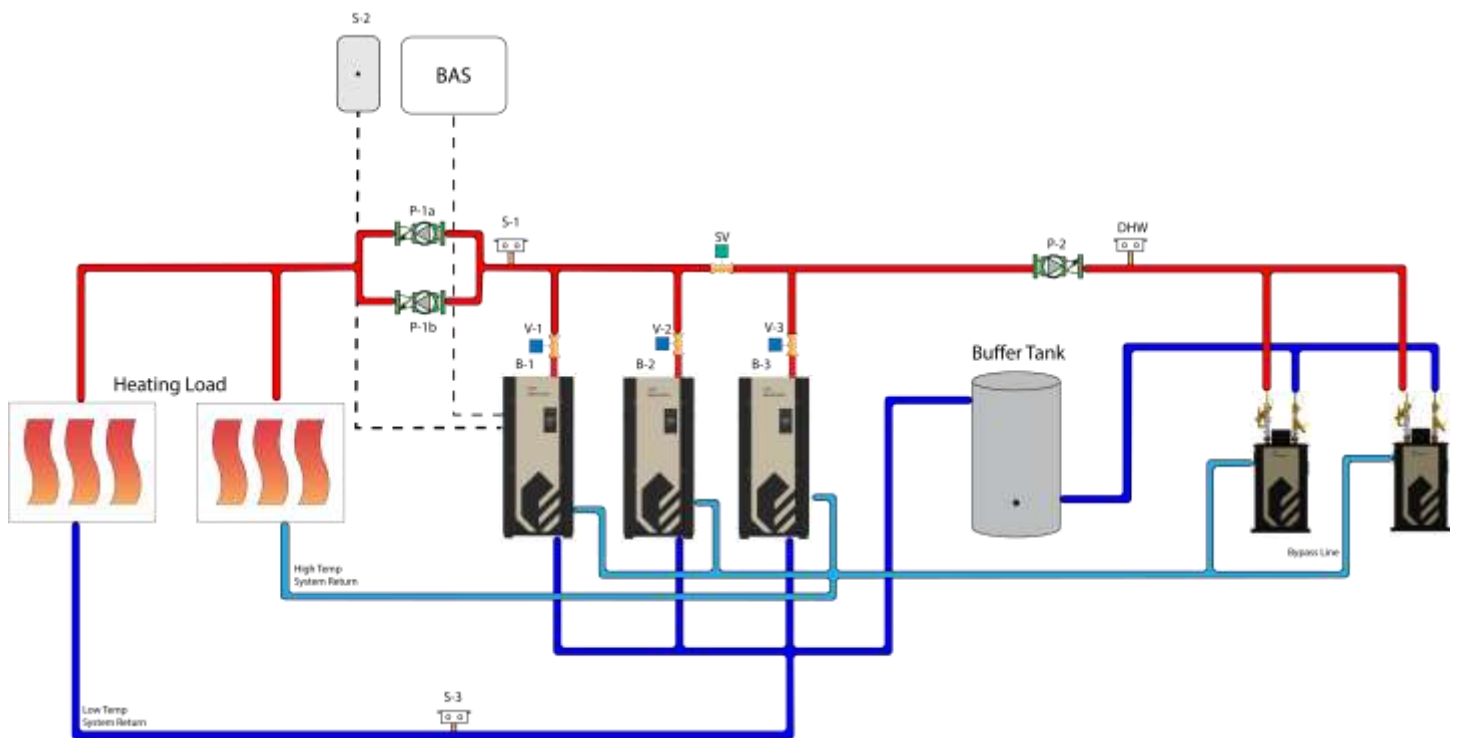 S-2
BAS
P-1a
S-1
SV
P-2
DHW
P-1b
V-1
V-2
V-3
B-1
B-2
B-3
Buffer Tank
Heating Load
Bypass Line
High Temp
System Return
S-3
Low Temp
System Return